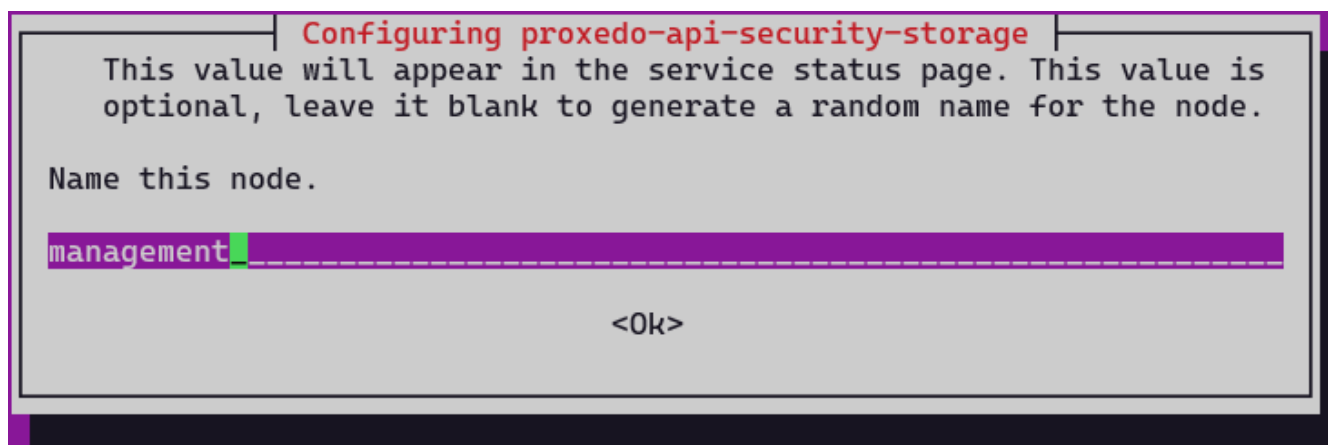 Configuring proxedo-api-security-storage
This value will appear in the service status page. This value is
optional, leave it blank to generate a random name for the node.
Name this node.
management
<Ok>